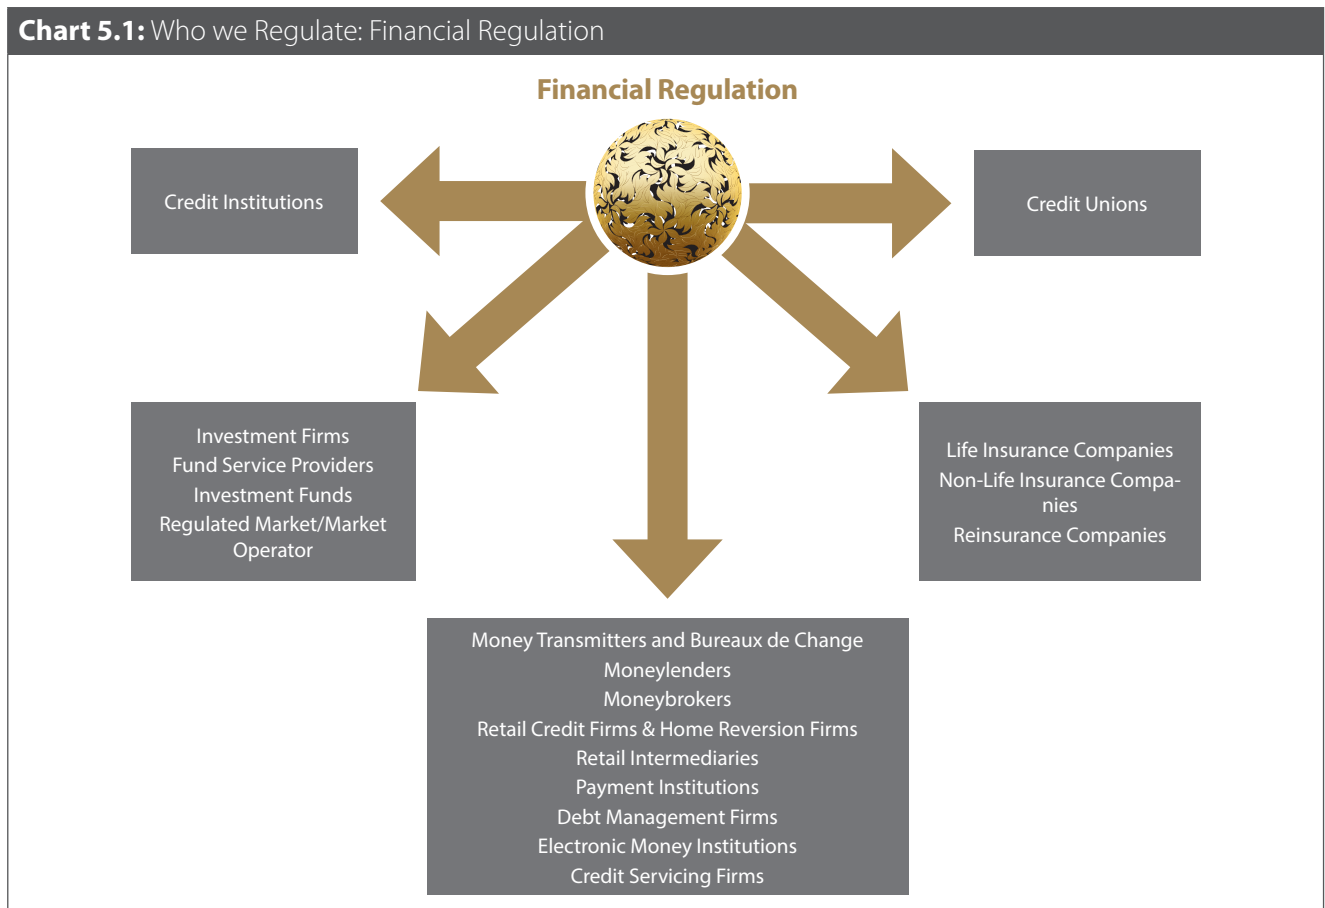 Chart 5.1: Who we Regulate: Financial Regulation
Financial Regulation
Credit Institutions
Credit Unions
Investment Firms
Fund Service Providers
Investment Funds
Regulated Market/Market
Operator
Life Insurance Companies
Non-Life Insurance Compa-
nies
Reinsurance Companies
Money Transmitters and Bureaux de Change
Moneylenders
Moneybrokers
Retail Credit Firms & Home Reversion Firms
Retail Intermediaries
Payment Institutions
Debt Management Firms
Electronic Money Institutions
Credit Servicing Firms